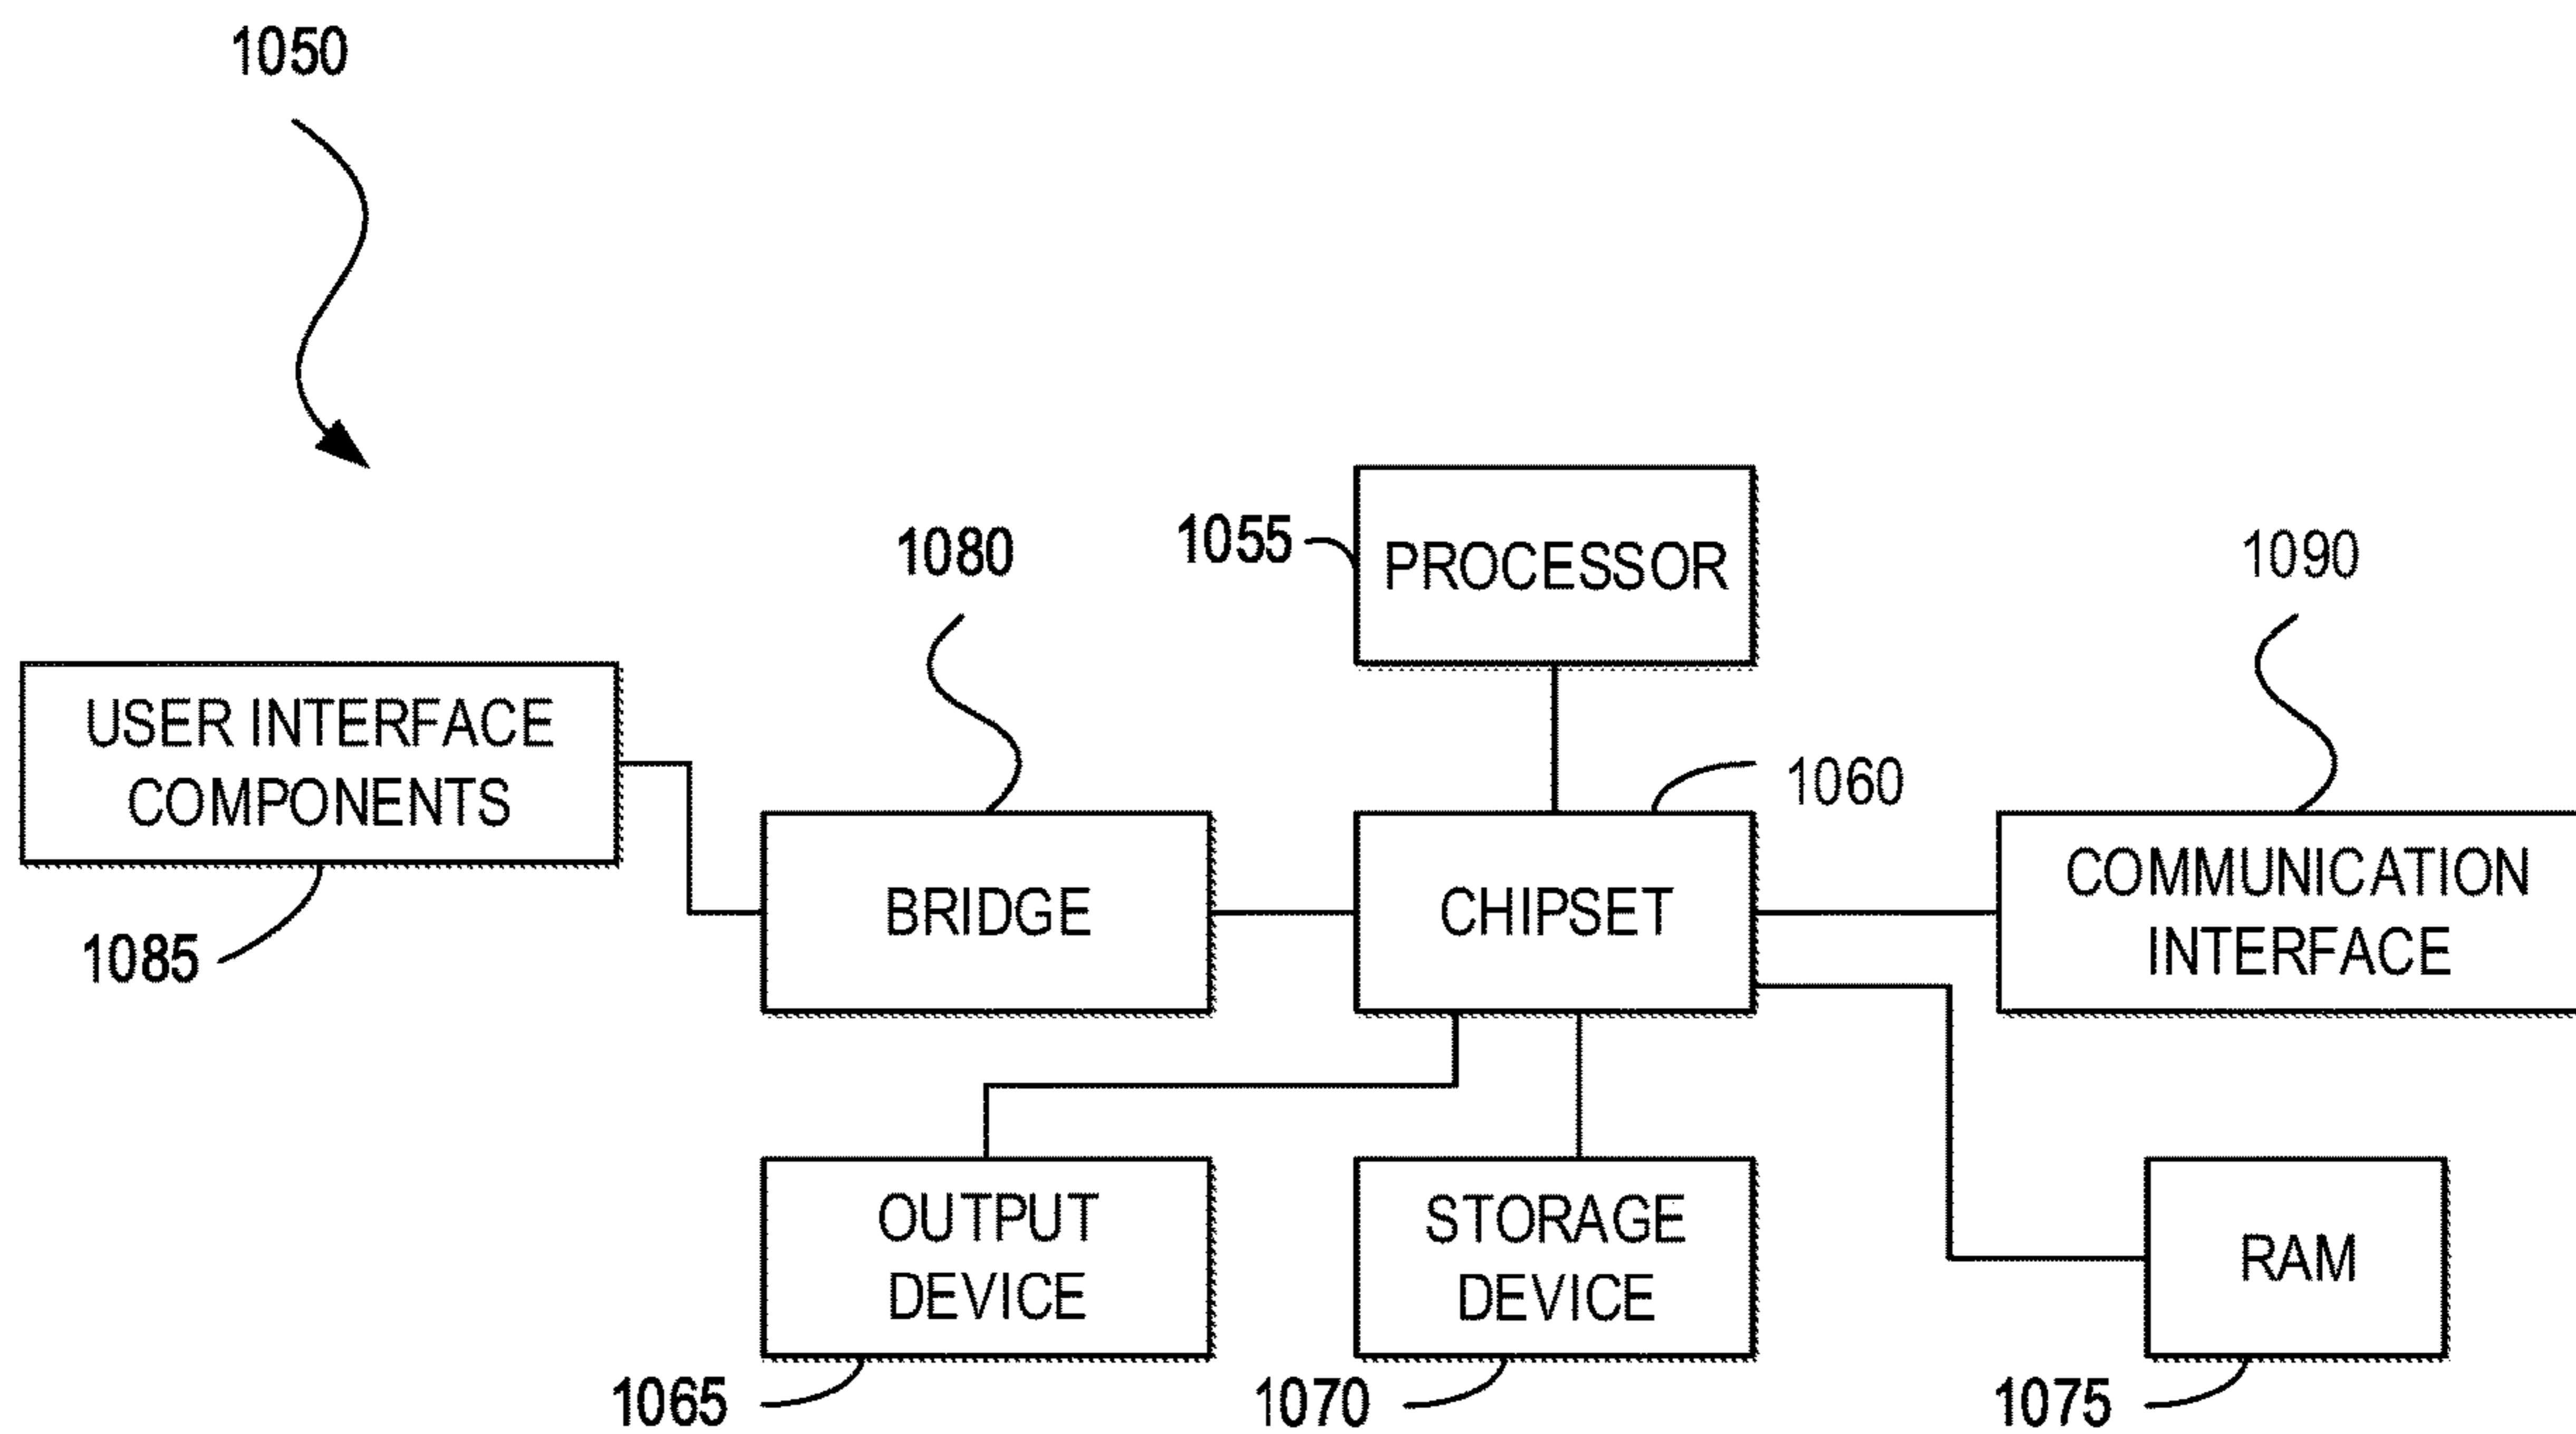 1050
1080
1055
PROCESSOR
1090
USER INTERFACE
COMPONENTS
1060
1085
BRIDGE
CHIPSET
COMMUNICATION
INTERFACE
OUTPUT
DEVICE
STORAGE
DEVICE
RAM
1065
1070
1075